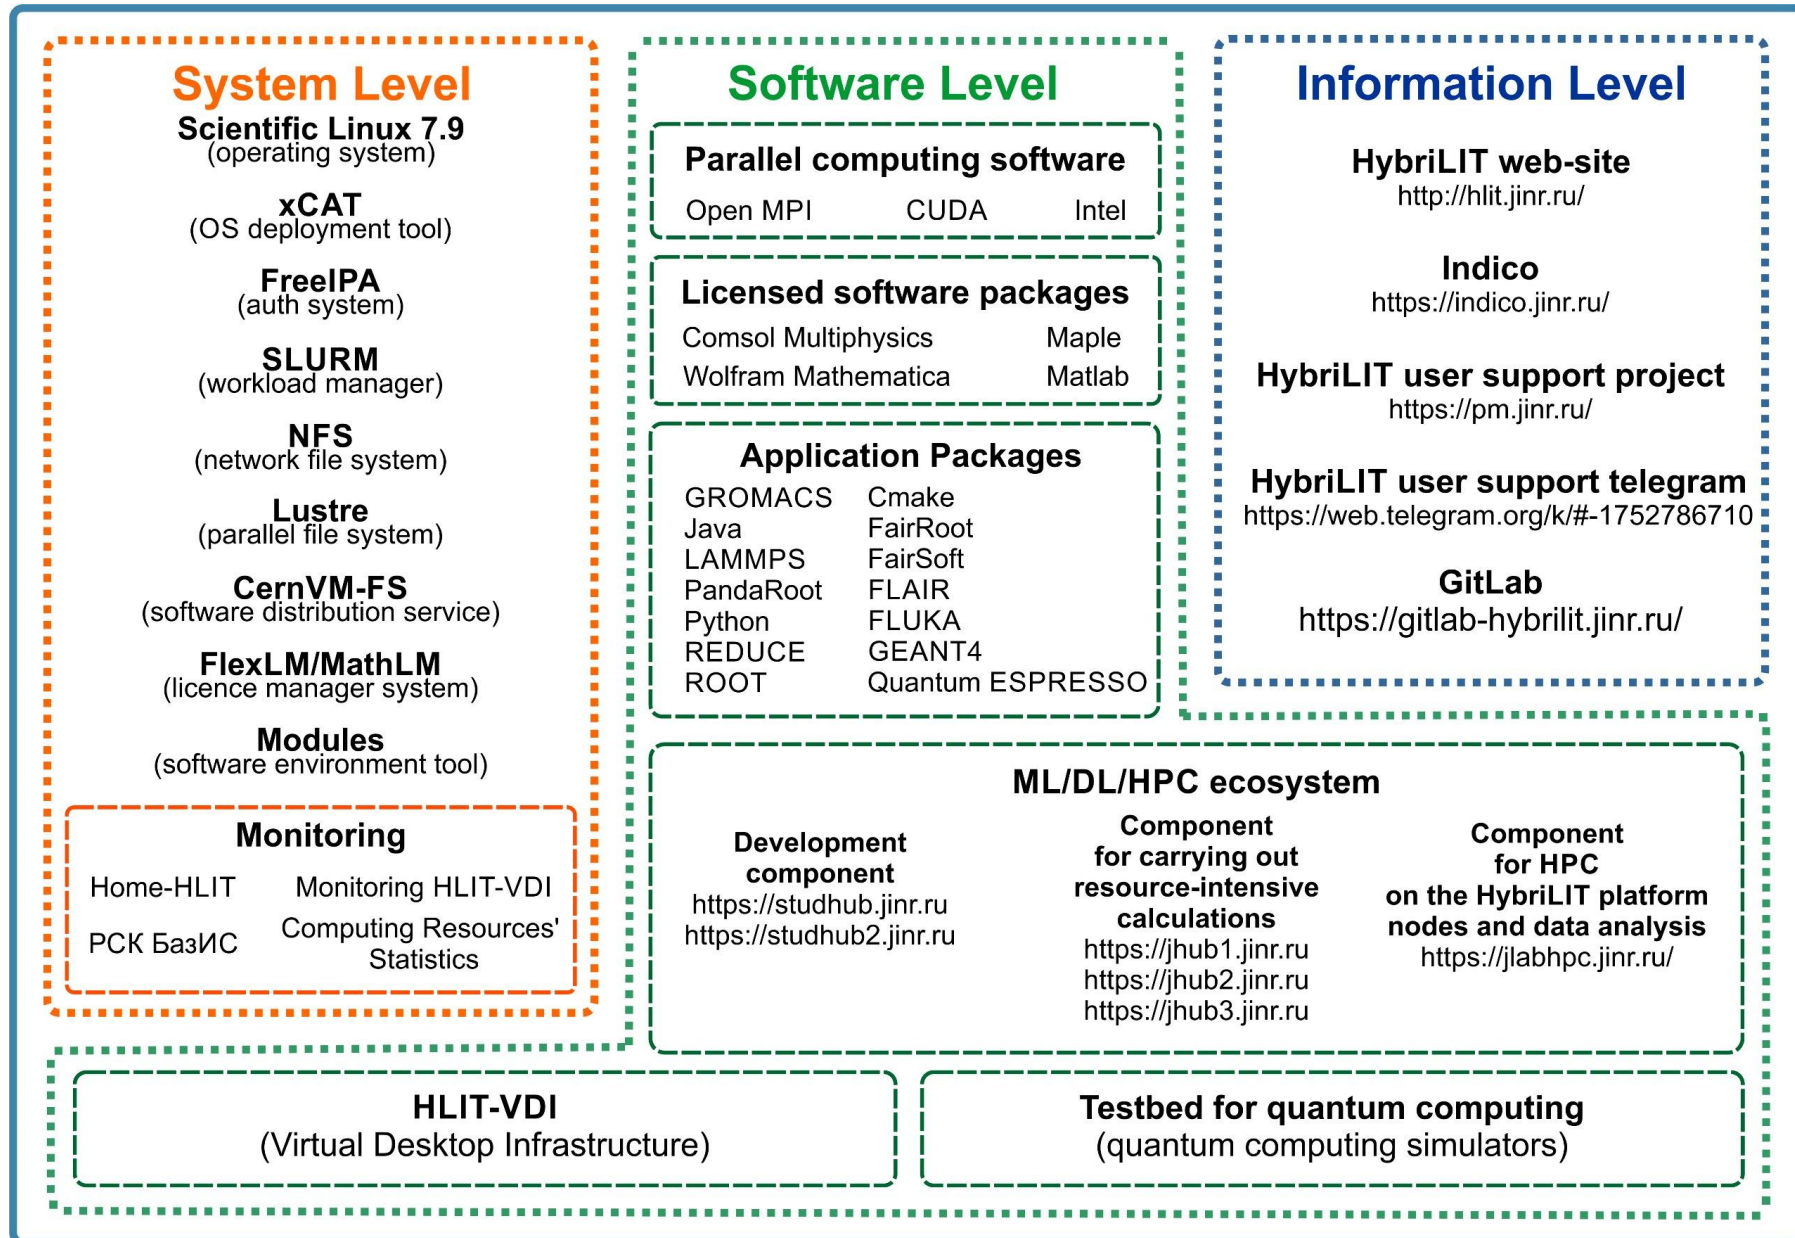 System Level
Scientific Linux 7.9
(operating system)
xCAT
(OS deployment tool)
FreeIPA
(auth system)
SLURM
(workload manager)
NFS
(network file system)
Lustre
(parallel file system)
CernVM-FS
(software distribution service)
FlexLM/MathLM
(licence manager system)
Modules
(software environment tool)
Monitoring
Home-HLIT
Monitoring HLIT-VDI
РСК БазИС
Computing Resources'
Statistics
Software Level
Parallel computing software
Open MPI CUDA Intel
Licensed software packages
Comsol Multiphysics Maple
Wolfram Mathematica Matlab
Application Packages
GROMACS Cmake
Java FairRoot
LAMMPS FairSoft
PandaRoot FLAIR
Python FLUKA
REDUCE GEANT4
ROOT Quantum ESPRESSO
Information Level
HybriLIT web-site
http://hlit.jinr.ru/
Indico
https://indico.jinr.ru/
HybriLIT user support project
https://pm.jinr.ru/
HybriLIT user support telegram
https://web.telegram.org/k/#-1752786710
GitLab
https://gitlab-hybrilit.jinr.ru/
ML/DL/HPC ecosystem
Development
component
https://studhub.jinr.ru
https://studhub2.jinr.ru
Component
for carrying out
resource-intensive
calculations
https://jhub1.jinr.ru
https://jhub2.jinr.ru
https://jhub3.jinr.ru
Component
for HPC
on the HybriLIT platform
nodes and data analysis
https://jlabhpc.jinr.ru/
HLIT-VDI
(Virtual Desktop Infrastructure)
Testbed for quantum computing
(quantum computing simulators)